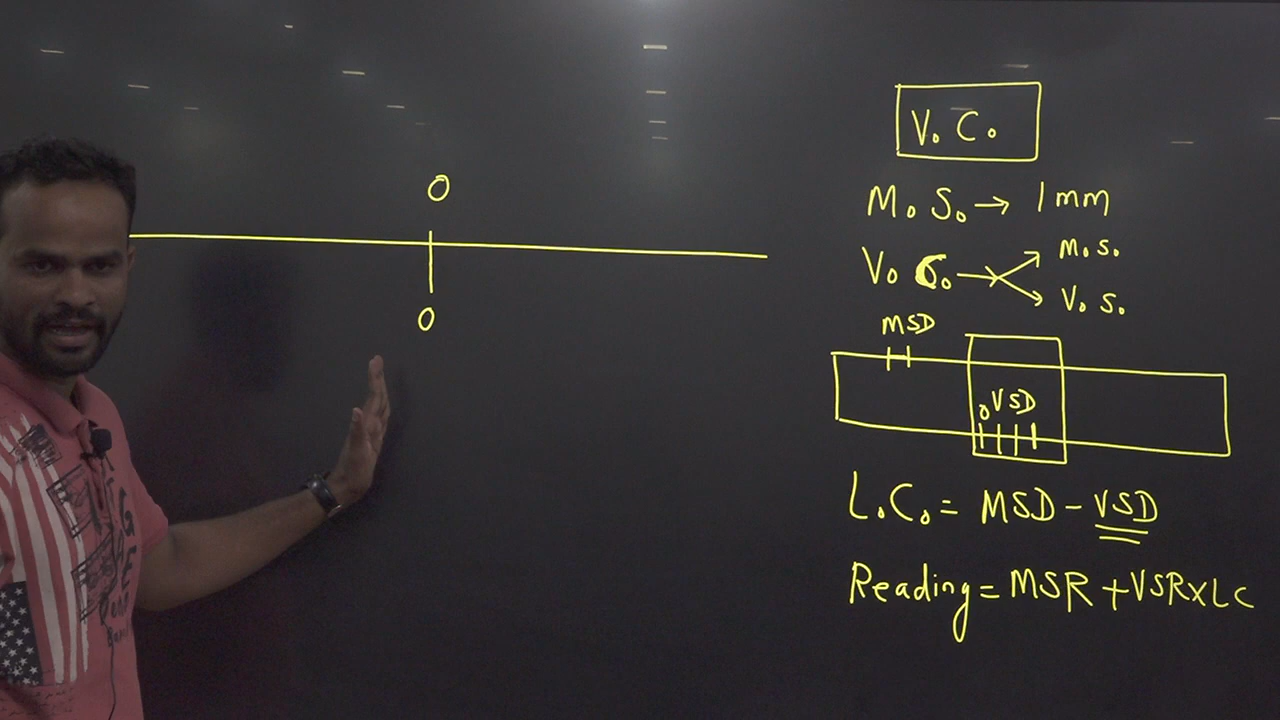 0
0
V. C.
M. S. → 1mm
V. C. → M. S.
V. S.
MSD
0 VSD
L.C. = MSD - VSD
Reading = MSR + VSR X LC